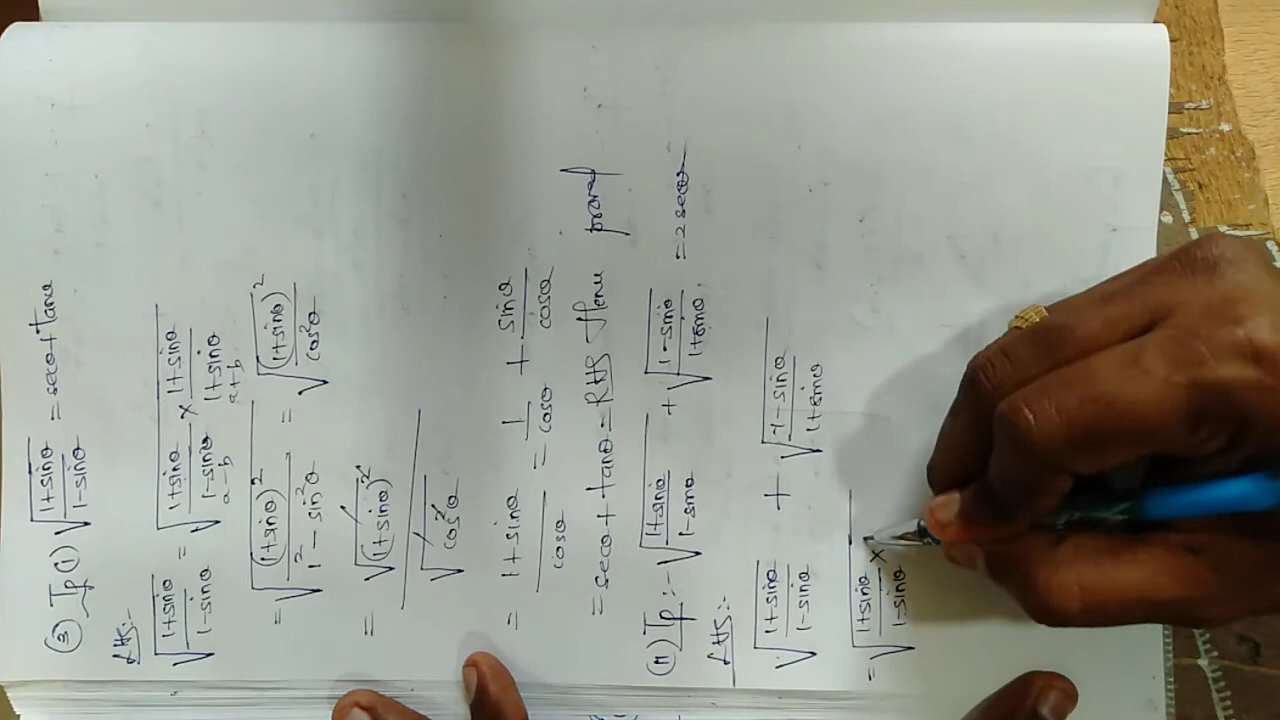 ③ Tp (1) √(1+sinθ / 1-sinθ) = secθ+tanθ
LHS:-
√(1+sinθ / 1-sinθ) = √(1+sinθ / 1-sinθ × 1+sinθ / 1+sinθ)
a-b a+b
= √((1+sinθ)² / 1² - sin²θ) = √((1+sinθ)² / cos²θ)
= √(1+sinθ)² / √cos²θ
= 1+sinθ / cosθ = 1 / cosθ + sinθ / cosθ
= secθ + tanθ = RHS Hence proved
(11) Tp :- √(1+sinθ / 1-sinθ) + √(1-sinθ / 1+sinθ) = 2 secθ
LHS:-
√(1+sinθ / 1-sinθ) + √(1-sinθ / 1+sinθ)
= √(1+sinθ / 1-sinθ ×